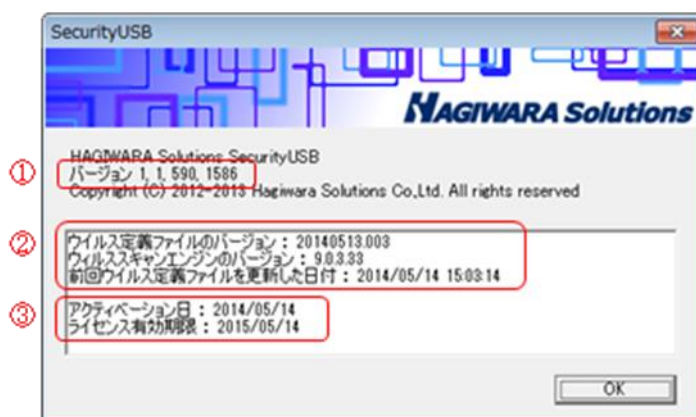 SecurityUSB
HAGIWARA Solutions
HAGIWARA Solutions SecurityUSB
① バージョン 1, 1, 590, 1586
Copyright (C) 2012-2013 Hagiwara Solutions Co.,Ltd. All rights reserved
② ウイルス定義ファイルのバージョン : 20140513.003
ウィルススキャンエンジンのバージョン : 9.0.3.33
前回ウイルス定義ファイルを更新した日付 : 2014/05/14 15:03:14
③ アクティベーション日 : 2014/05/14
ライセンス有効期限 : 2015/05/14
OK